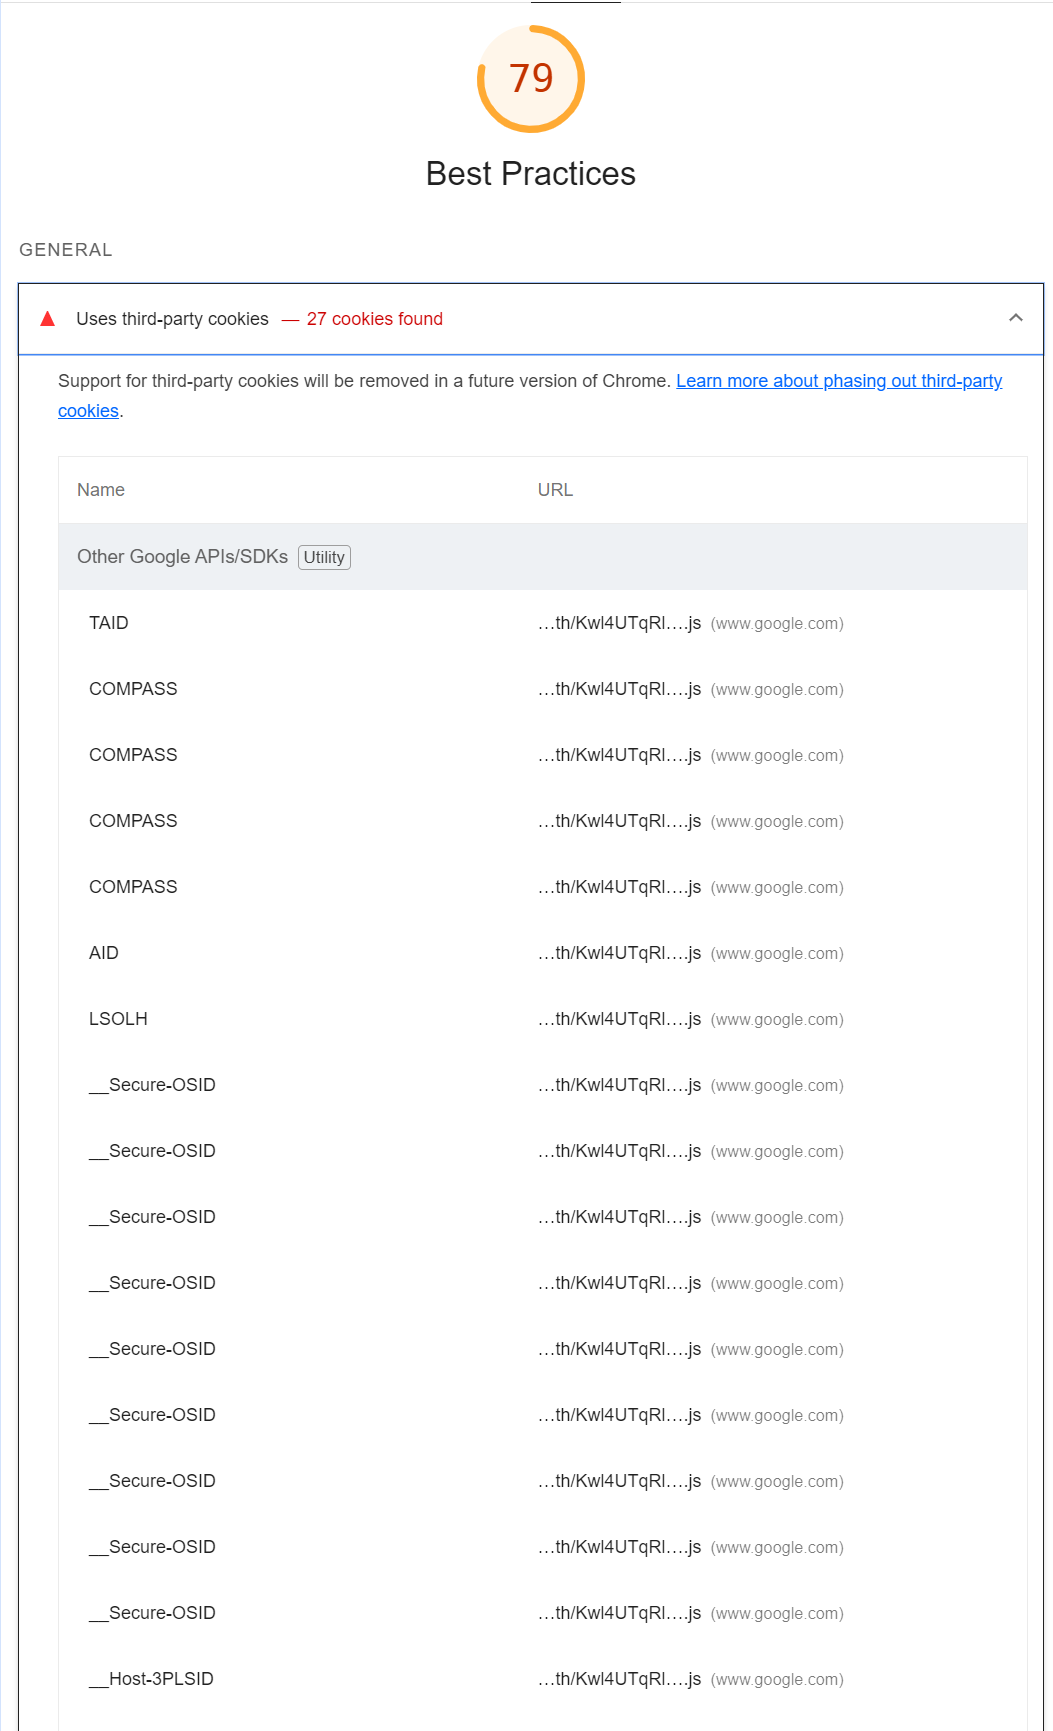 79
Best Practices
GENERAL
Uses third-party cookies — 27 cookies found
Support for third-party cookies will be removed in a future version of Chrome. Learn more about phasing out third-party
cookies.
Name URL
Other Google APIs/SDKs Utility
TAID …th/Kwl4UTqRl….js (www.google.com)
COMPASS …th/Kwl4UTqRl….js (www.google.com)
COMPASS …th/Kwl4UTqRl….js (www.google.com)
COMPASS …th/Kwl4UTqRl….js (www.google.com)
COMPASS …th/Kwl4UTqRl….js (www.google.com)
AID …th/Kwl4UTqRl….js (www.google.com)
LSOLH …th/Kwl4UTqRl….js (www.google.com)
__Secure-OSID …th/Kwl4UTqRl….js (www.google.com)
__Secure-OSID …th/Kwl4UTqRl….js (www.google.com)
__Secure-OSID …th/Kwl4UTqRl….js (www.google.com)
__Secure-OSID …th/Kwl4UTqRl….js (www.google.com)
__Secure-OSID …th/Kwl4UTqRl….js (www.google.com)
__Secure-OSID …th/Kwl4UTqRl….js (www.google.com)
__Secure-OSID …th/Kwl4UTqRl….js (www.google.com)
__Secure-OSID …th/Kwl4UTqRl….js (www.google.com)
__Secure-OSID …th/Kwl4UTqRl….js (www.google.com)
__Host-3PLSID …th/Kwl4UTqRl….js (www.google.com)